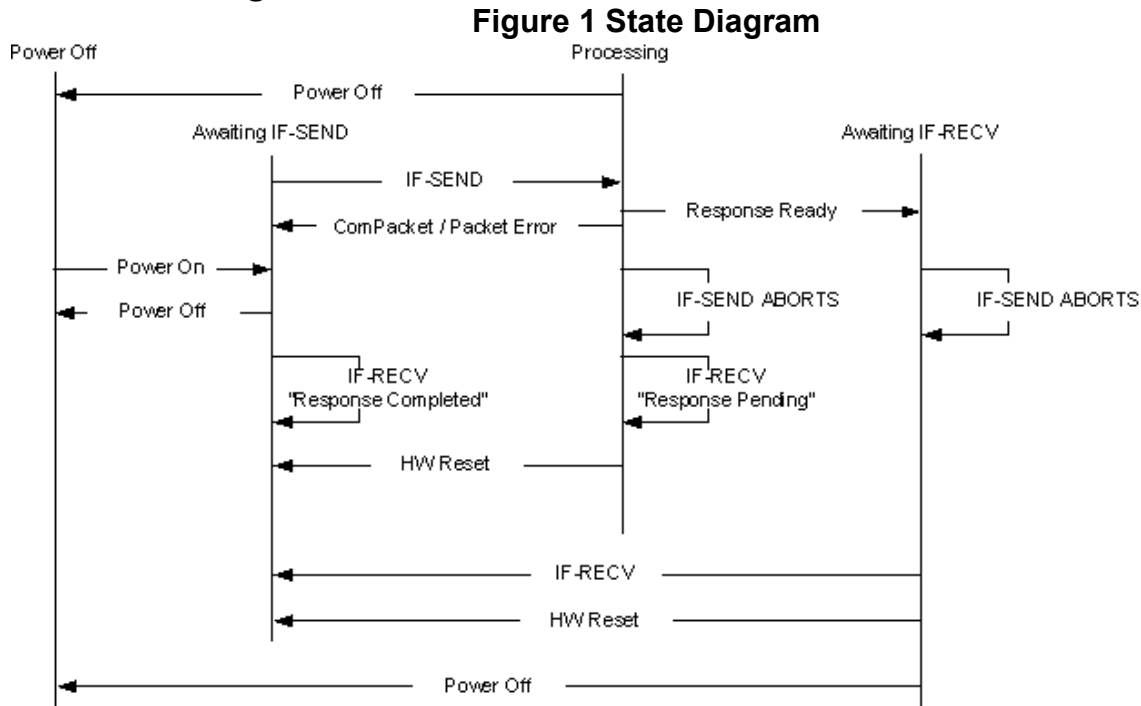 Figure 1 State Diagram
Power Off
Processing
Power Off
Awaiting IF-SEND
Awaiting IF-RECV
IF-SEND
Response Ready
ComPacket / Packet Error
Power On
IF-SEND ABORTS
IF-SEND ABORTS
Power Off
IF-RECV
"Response Completed"
IF-RECV
"Response Pending"
HW Reset
IF-RECV
HW Reset
Power Off